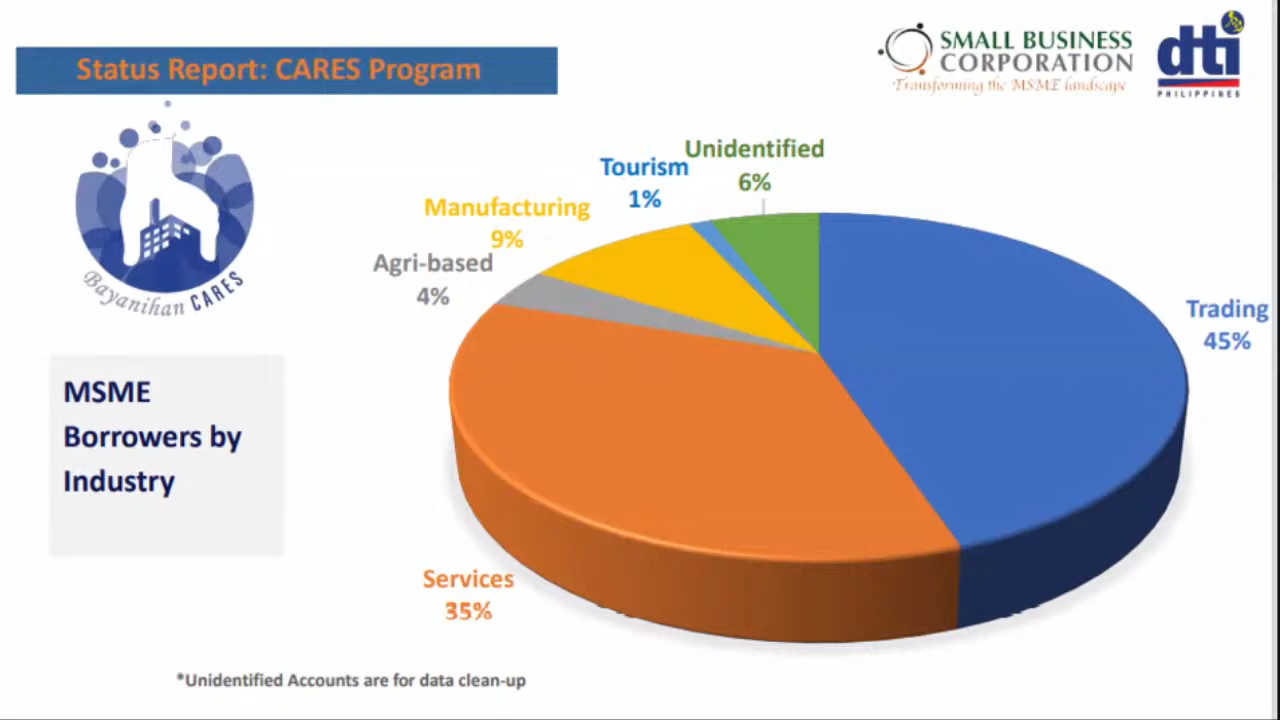 Status Report: CARES Program
SMALL BUSINESS
CORPORATION
Transforming the MSME landscape
dti
PHILIPPINES
Bayanihan CARES
MSME
Borrowers by
Industry
Unidentified
6%
Tourism
1%
Manufacturing
9%
Agri-based
4%
Trading
45%
Services
35%
*Unidentified Accounts are for data clean-up